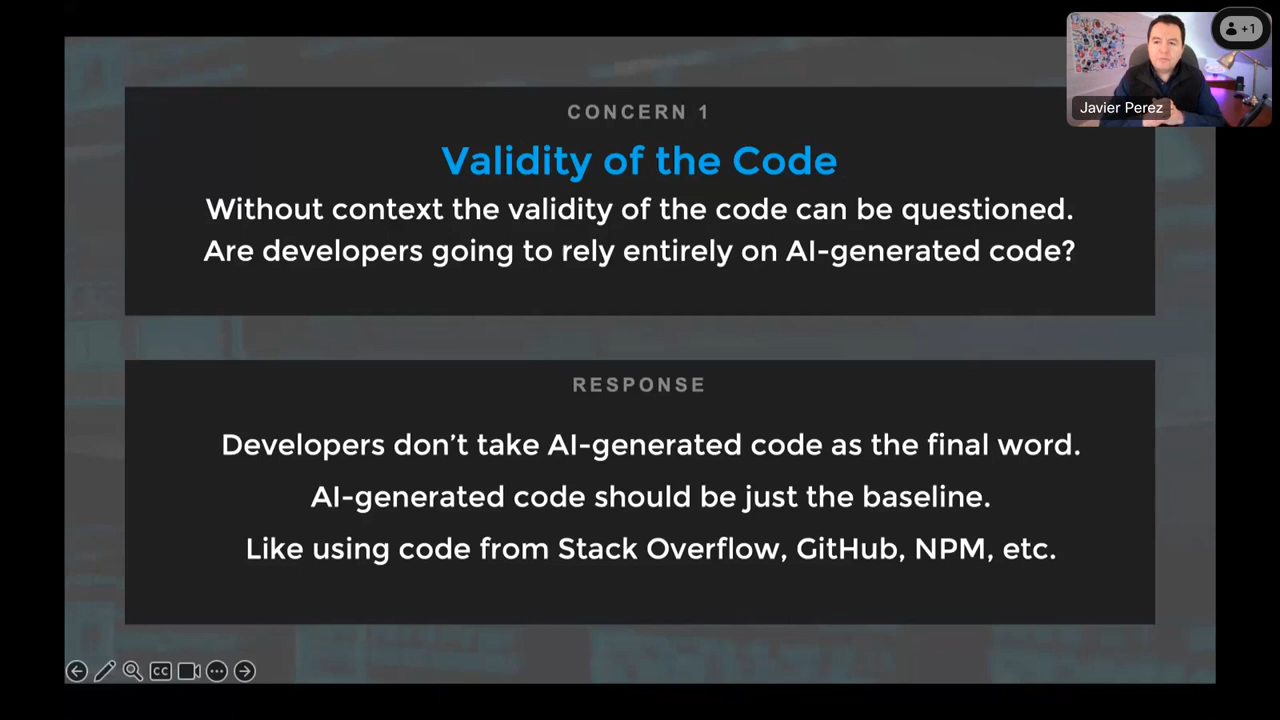 CONCERN 1
Validity of the Code
Without context the validity of the code can be questioned.
Are developers going to rely entirely on AI-generated code?
RESPONSE
Developers don’t take AI-generated code as the final word.
AI-generated code should be just the baseline.
Like using code from Stack Overflow, GitHub, NPM, etc.
+1
Javier Perez
CC